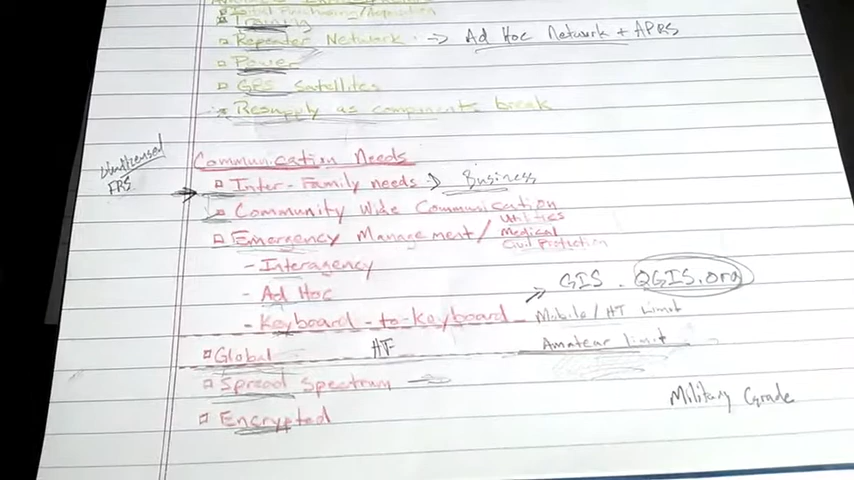 Training
Repeater Network → Ad Hoc Network + APRS
Power
GPS Satellites
Resupply as components break
Unlicensed
FRS
Communication Needs
Inter-Family needs → Business
Community Wide Communication
Emergency Management/ Utilities
Medical
Civil Protection
- Interagency
- Ad Hoc
→ GIS . QGIS.org
- Keyboard-to-Keyboard - Mobile/HT Limit
Global HT Amateur limit
Spread Spectrum
Military Grade
Encrypted